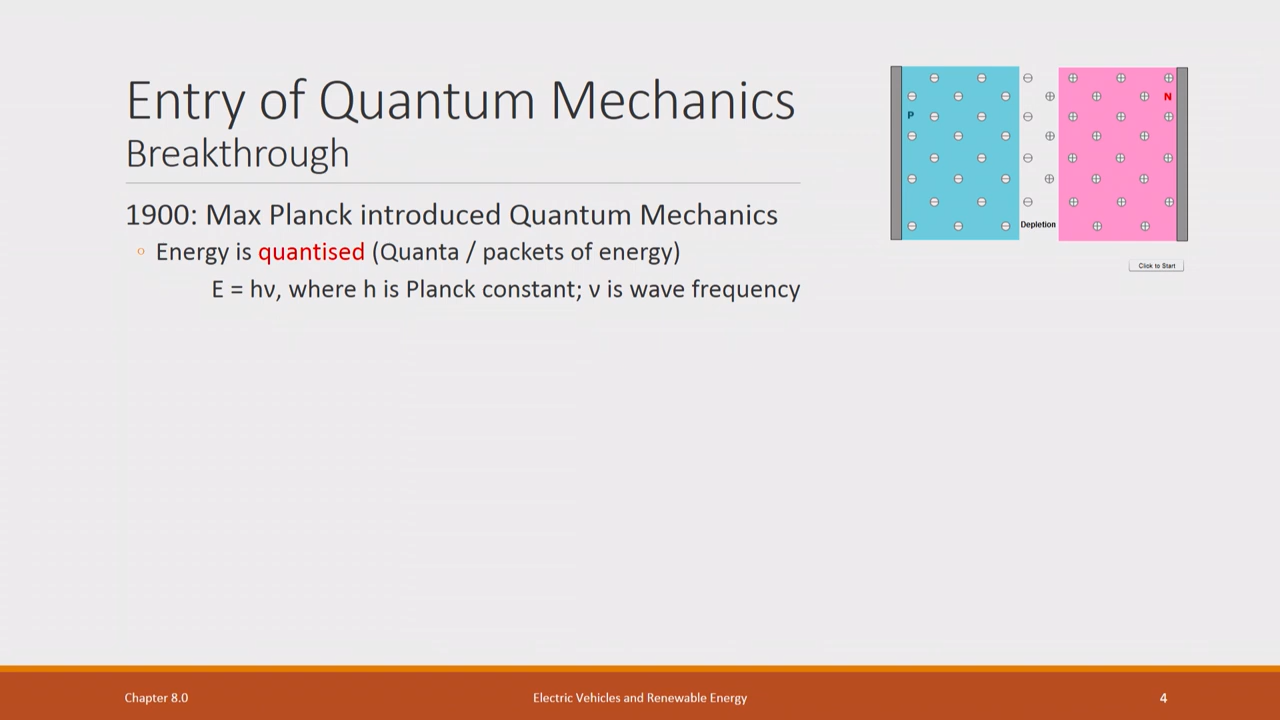 Entry of Quantum Mechanics
Breakthrough
1900: Max Planck introduced Quantum Mechanics
◦ Energy is quantised (Quanta / packets of energy)
E = hν, where h is Planck constant; ν is wave frequency
P
N
Depletion
Click to Start
Chapter 8.0
Electric Vehicles and Renewable Energy
4